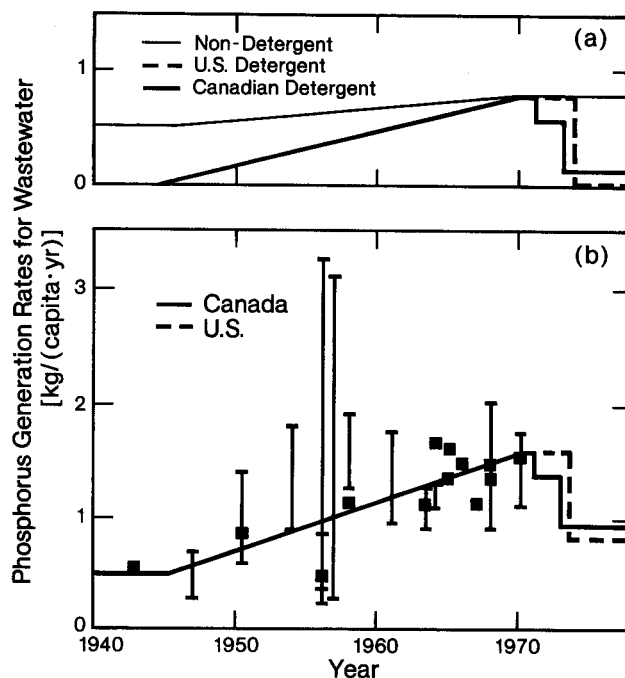 Phosphorus Generation Rates for Wastewater
[kg/(capita·yr)]
(a)
Non-Detergent
U.S. Detergent
Canadian Detergent
1
0
(b)
3
Canada
U.S.
2
1
0
1940 1950 1960 1970
Year